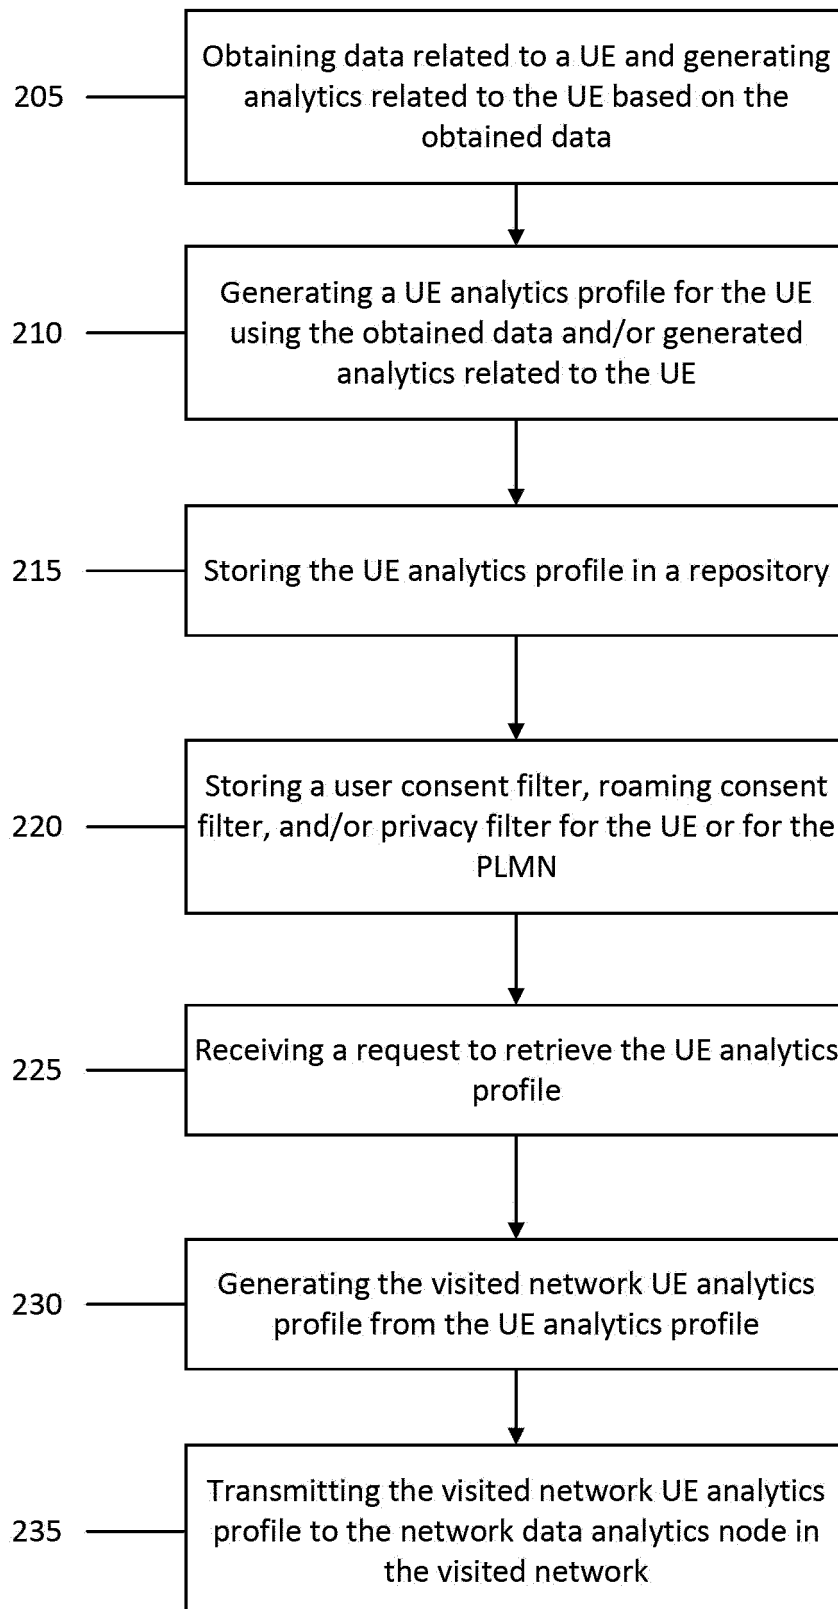 205
Obtaining data related to a UE and generating
analytics related to the UE based on the
obtained data
210
Generating a UE analytics profile for the UE
using the obtained data and/or generated
analytics related to the UE
215
Storing the UE analytics profile in a repository
220
Storing a user consent filter, roaming consent
filter, and/or privacy filter for the UE or for the
PLMN
225
Receiving a request to retrieve the UE analytics
profile
230
Generating the visited network UE analytics
profile from the UE analytics profile
235
Transmitting the visited network UE analytics
profile to the network data analytics node in
the visited network